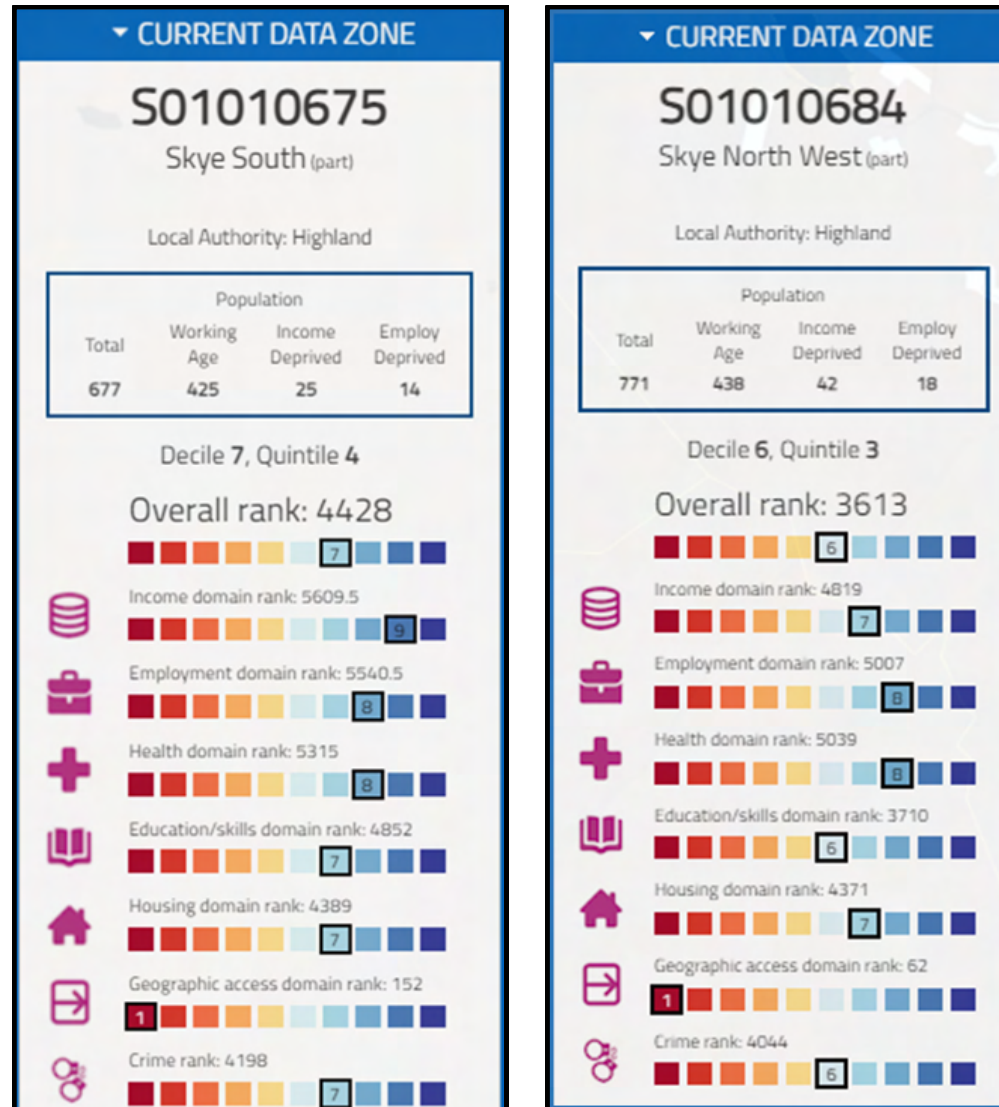 CURRENT DATA ZONE
S01010675
Skye South (part)
Local Authority: Highland
Population
Total Working Age Income Deprived Employ Deprived
677 425 25 14
Decile 7, Quintile 4
Overall rank: 4428
7
Income domain rank: 5609.5
9
Employment domain rank: 5540.5
8
Health domain rank: 5315
8
Education/skills domain rank: 4852
7
Housing domain rank: 4389
7
Geographic access domain rank: 152
1
Crime rank: 4198
7
CURRENT DATA ZONE
S01010684
Skye North West (part)
Local Authority: Highland
Population
Total Working Age Income Deprived Employ Deprived
771 438 42 18
Decile 6, Quintile 3
Overall rank: 3613
6
Income domain rank: 4819
7
Employment domain rank: 5007
8
Health domain rank: 5039
8
Education/skills domain rank: 3710
6
Housing domain rank: 4371
7
Geographic access domain rank: 62
1
Crime rank: 4044
6